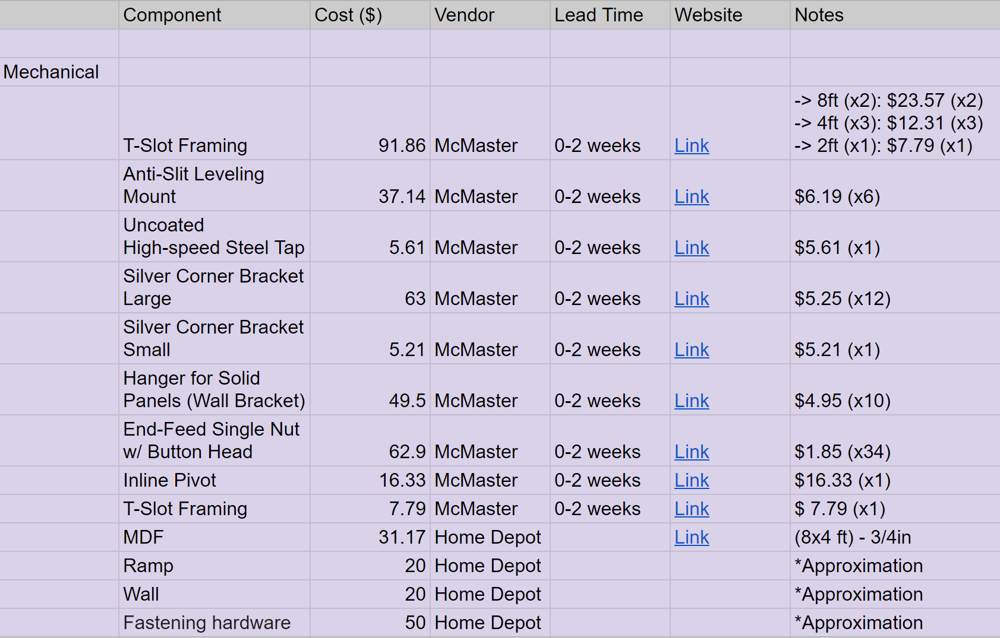 Component Cost ($) Vendor Lead Time Website Notes
Mechanical
-> 8ft (x2): $23.57 (x2)
-> 4ft (x3): $12.31 (x3)
T-Slot Framing 91.86 McMaster 0-2 weeks Link -> 2ft (x1): $7.79 (x1)
Anti-Slit Leveling
Mount 37.14 McMaster 0-2 weeks Link $6.19 (x6)
Uncoated
High-speed Steel Tap 5.61 McMaster 0-2 weeks Link $5.61 (x1)
Silver Corner Bracket
Large 63 McMaster 0-2 weeks Link $5.25 (x12)
Silver Corner Bracket
Small 5.21 McMaster 0-2 weeks Link $5.21 (x1)
Hanger for Solid
Panels (Wall Bracket) 49.5 McMaster 0-2 weeks Link $4.95 (x10)
End-Feed Single Nut
w/ Button Head 62.9 McMaster 0-2 weeks Link $1.85 (x34)
Inline Pivot 16.33 McMaster 0-2 weeks Link $16.33 (x1)
T-Slot Framing 7.79 McMaster 0-2 weeks Link $ 7.79 (x1)
MDF 31.17 Home Depot Link (8x4 ft) - 3/4in
Ramp 20 Home Depot *Approximation
Wall 20 Home Depot *Approximation
Fastening hardware 50 Home Depot *Approximation